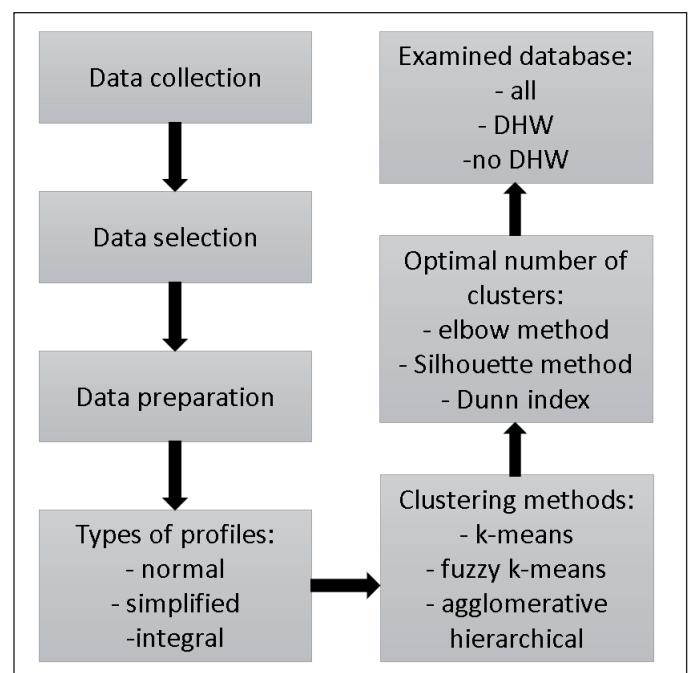 Data collection
Data selection
Data preparation
Types of profiles:
- normal
- simplified
-integral
Clustering methods:
- k-means
- fuzzy k-means
- agglomerative
hierarchical
Optimal number of
clusters:
- elbow method
- Silhouette method
- Dunn index
Examined database:
- all
- DHW
-no DHW